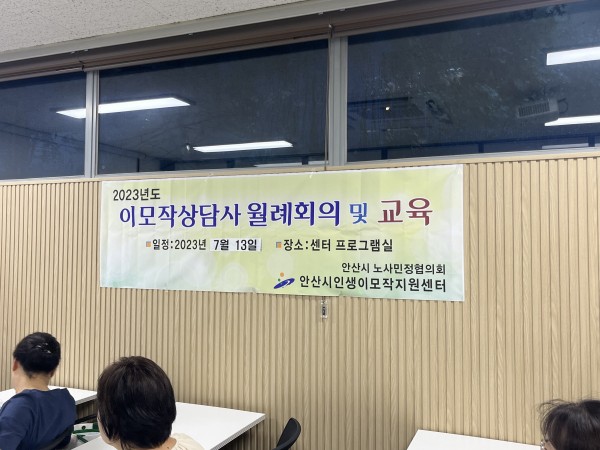 2023년도
이모작상담사 월례회의 및 교육
일정:2023년 7월 13일 장소:센터 프로그램실
안산시 노사민정협의회
안산시인생이모작지원센터